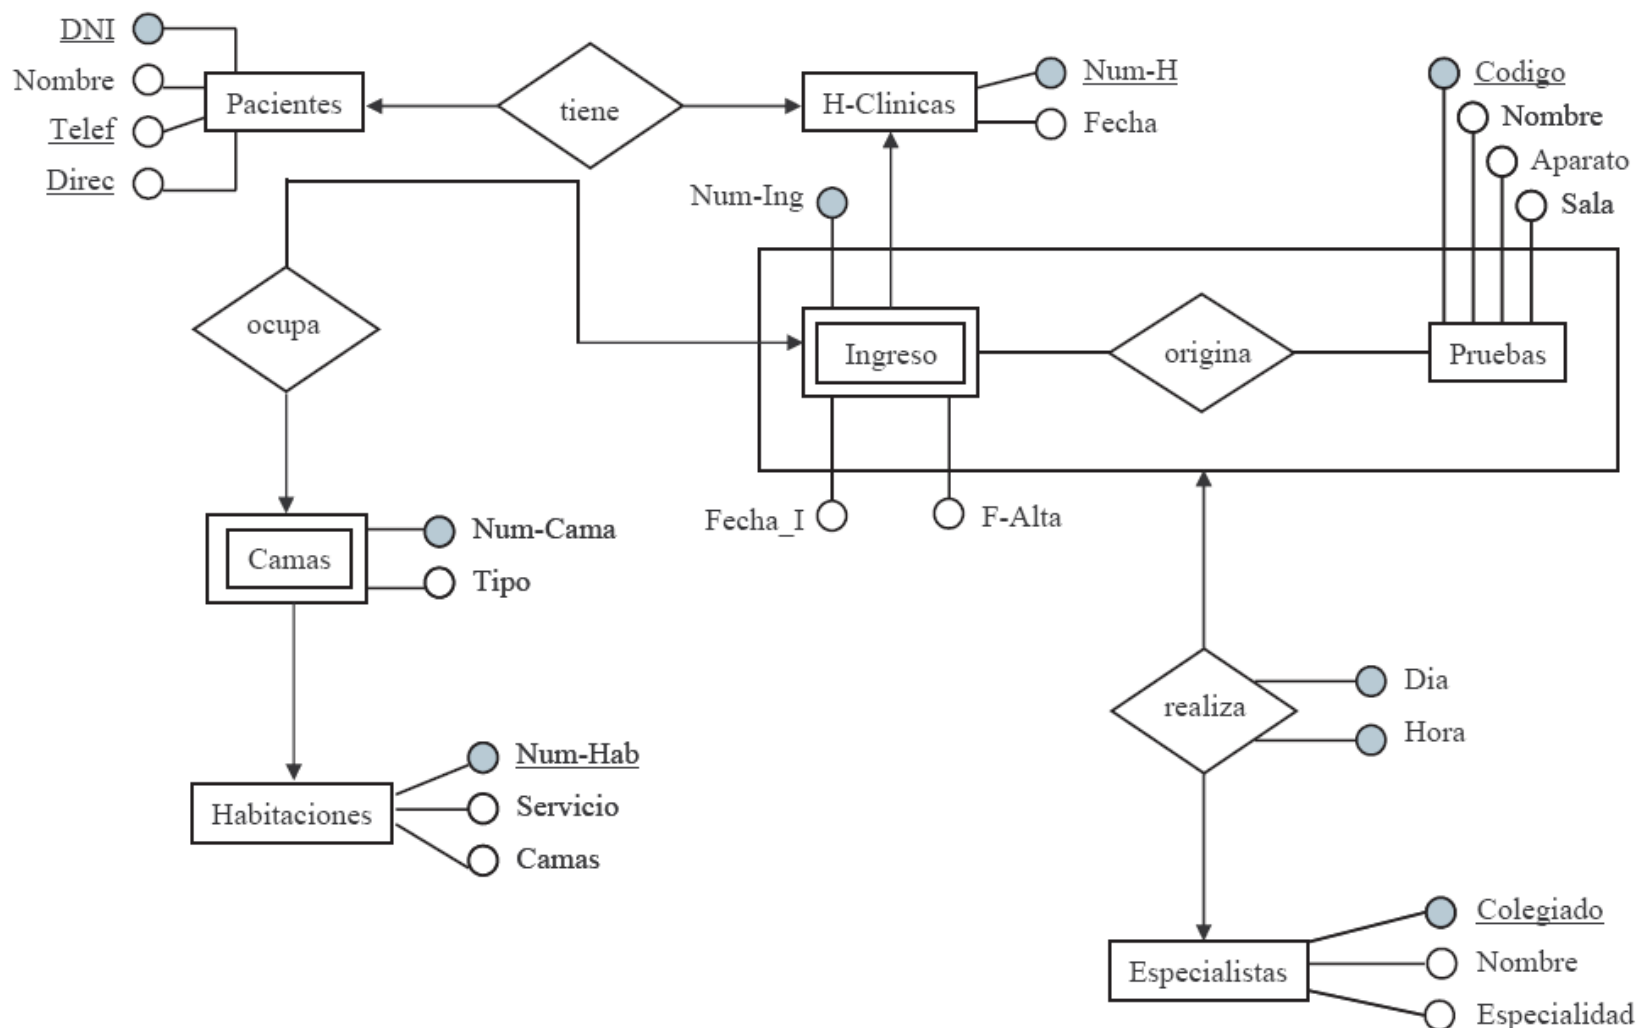 DNI
Nombre
Telef
Direc
Pacientes
tiene
H-Clinicas
Num-H
Fecha
Codigo
Nombre
Aparato
Sala
Num-Ing
ocupa
Ingreso
origina
Pruebas
Fecha_I
F-Alta
Camas
Num-Cama
Tipo
realiza
Dia
Hora
Habitaciones
Num-Hab
Servicio
Camas
Especialistas
Colegiado
Nombre
Especialidad